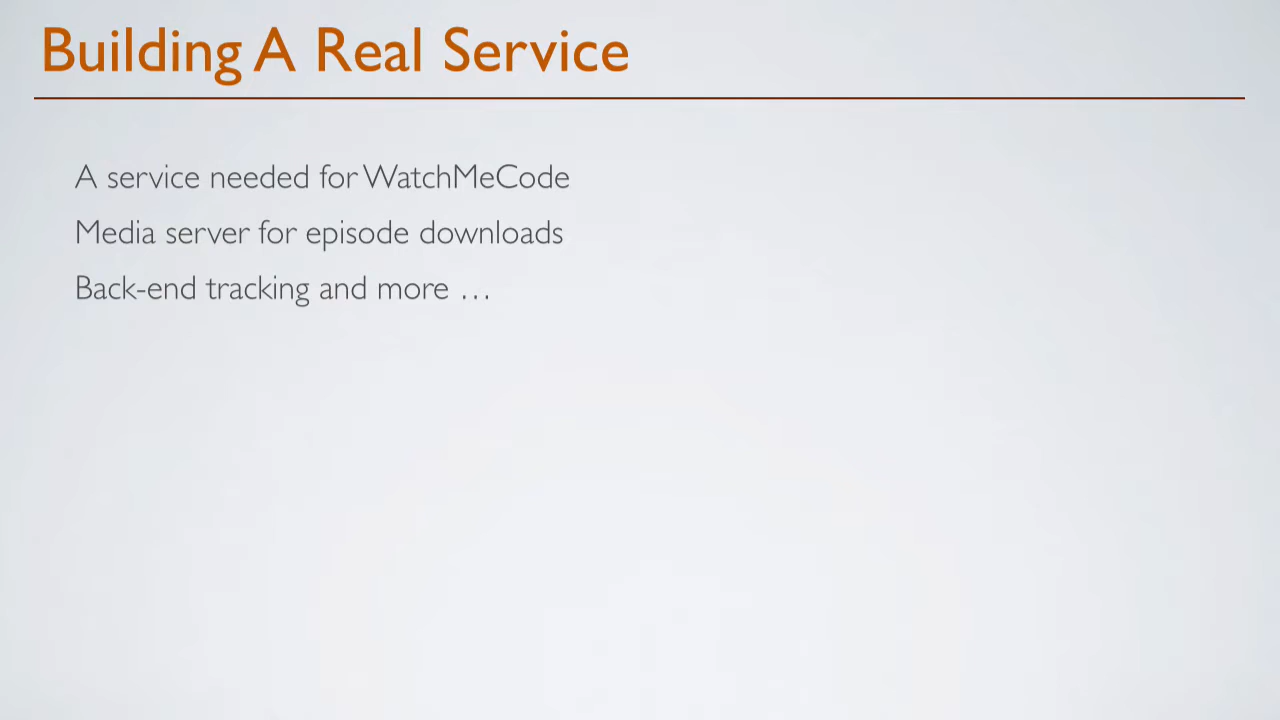 Building A Real Service
A service needed for WatchMeCode
Media server for episode downloads
Back-end tracking and more …